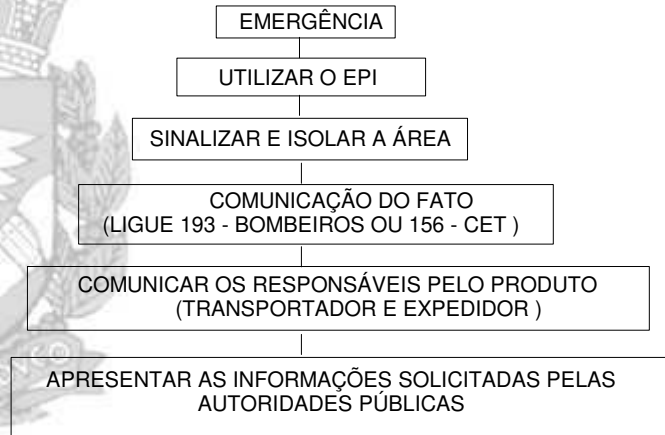 EMERGÊNCIA
UTILIZAR O EPI
SINALIZAR E ISOLAR A ÁREA
COMUNICAÇÃO DO FATO
(LIGUE 193 - BOMBEIROS OU 156 - CET )
COMUNICAR OS RESPONSÁVEIS PELO PRODUTO
(TRANSPORTADOR E EXPEDIDOR )
APRESENTAR AS INFORMAÇÕES SOLICITADAS PELAS
AUTORIDADES PÚBLICAS